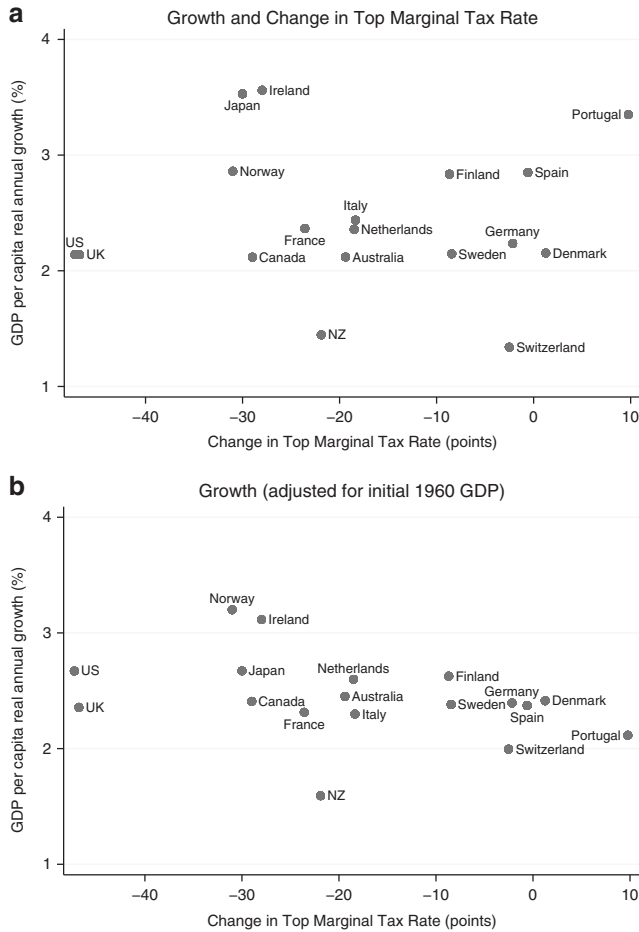 a
Growth and Change in Top Marginal Tax Rate
GDP per capita real annual growth (%)
4
3
2
1
Ireland
Japan
Portugal
Norway
Finland
Spain
Italy
Netherlands
France
Germany
US
UK
Canada
Australia
Sweden
Denmark
NZ
Switzerland
−40
−30
−20
−10
0
10
Change in Top Marginal Tax Rate (points)
b
Growth (adjusted for initial 1960 GDP)
GDP per capita real annual growth (%)
4
3
2
1
Norway
Ireland
US
Japan
Netherlands
Finland
UK
Canada
Australia
Sweden
Germany
Denmark
France
Italy
Spain
Portugal
Switzerland
NZ
−40
−30
−20
−10
0
10
Change in Top Marginal Tax Rate (points)